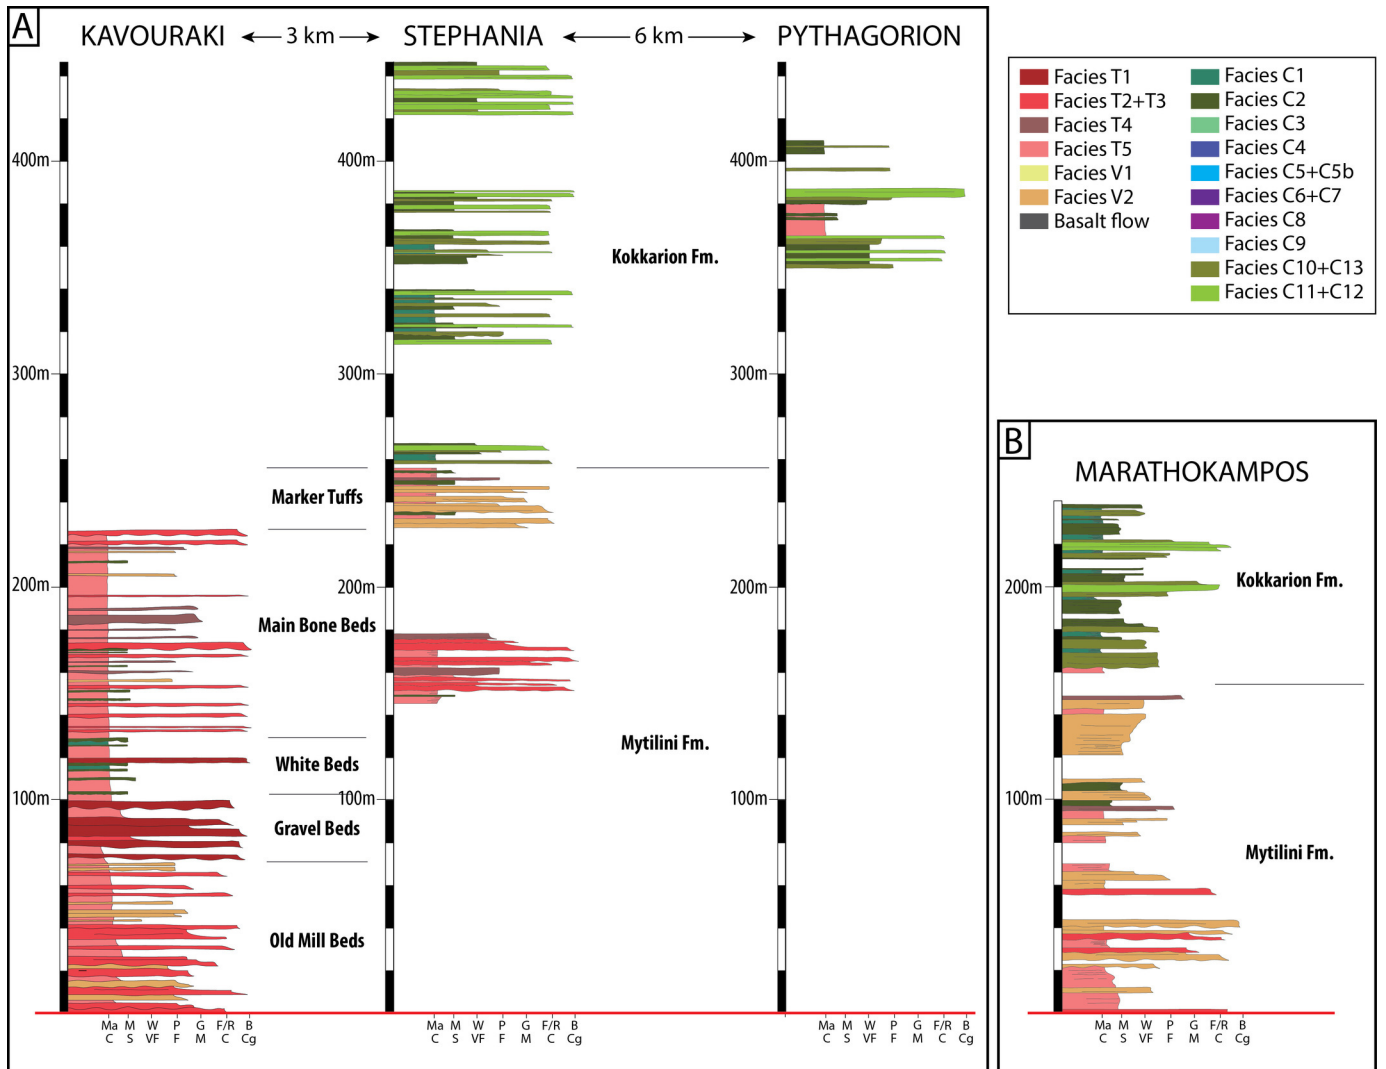 A
KAVOURAKI
3 km
STEPHANIA
6 km
PYTHAGORION
400m
300m
200m
100m
400m
300m
200m
100m
400m
300m
200m
100m
Marker Tuffs
Main Bone Beds
White Beds
Gravel Beds
Old Mill Beds
Kokkarion Fm.
Mytilini Fm.
Ma M W P G F/R B
C S VF F M C Cg
Ma M W P G F/R B
C S VF F M C Cg
Ma M W P G F/R B
C S VF F M C Cg
Facies T1
Facies T2+T3
Facies T4
Facies T5
Facies V1
Facies V2
Basalt flow
Facies C1
Facies C2
Facies C3
Facies C4
Facies C5+C5b
Facies C6+C7
Facies C8
Facies C9
Facies C10+C13
Facies C11+C12
B
MARATHOKAMPOS
200m
100m
Kokkarion Fm.
Mytilini Fm.
Ma M W P G F/R B
C S VF F M C Cg